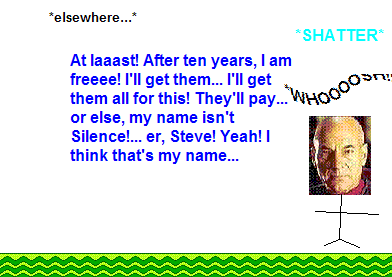 *elsewhere...*
*SHATTER*
At laaast! After ten years, I am
freeee! I'll get them... I'll get
them all for this! They'll pay...
or else, my name isn't
Silence!... er, Steve! Yeah! I
think that's my name...
*WHOOOOSH!!